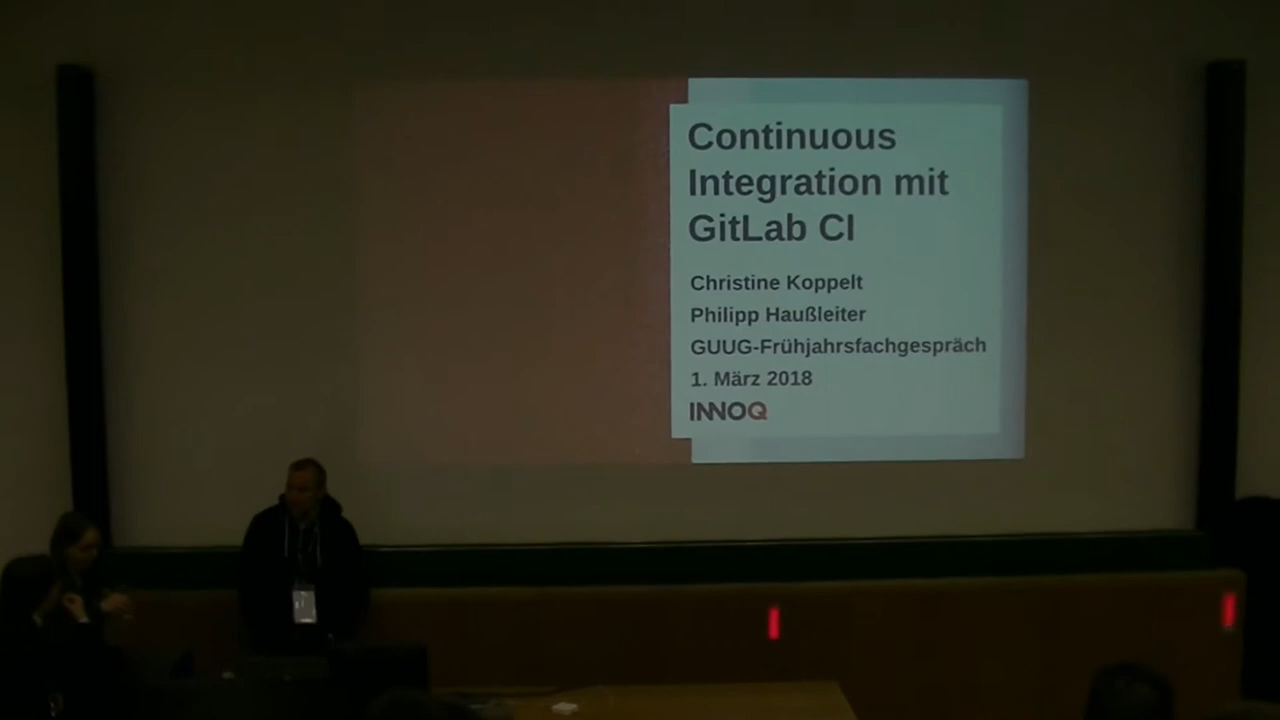 Continuous
Integration mit
GitLab CI
Christine Koppelt
Philipp Haußleiter
GUUG-Frühjahrsfachgespräch
1. März 2018
INNOQ